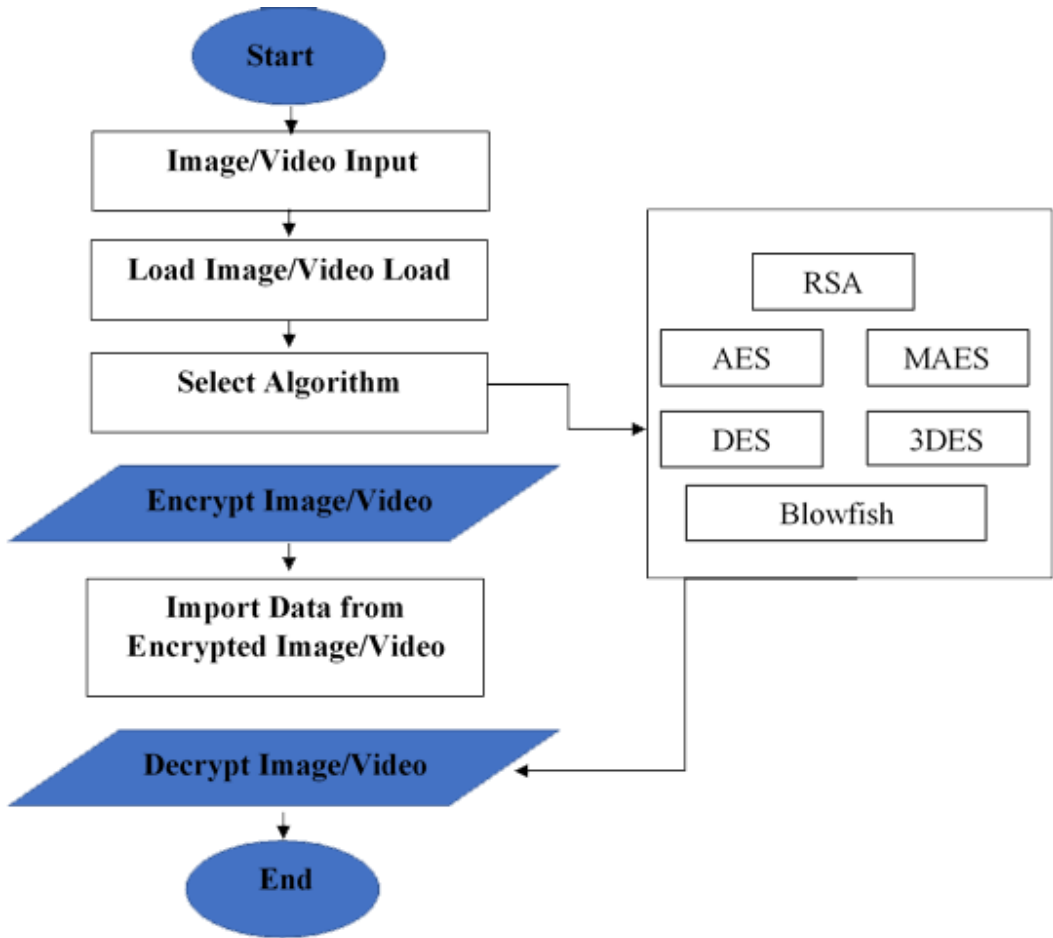 Start
Image/Video Input
Load Image/Video Load
Select Algorithm
RSA
AES
MAES
DES
3DES
Blowfish
Encrypt Image/Video
Import Data from
Encrypted Image/Video
Decrypt Image/Video
End